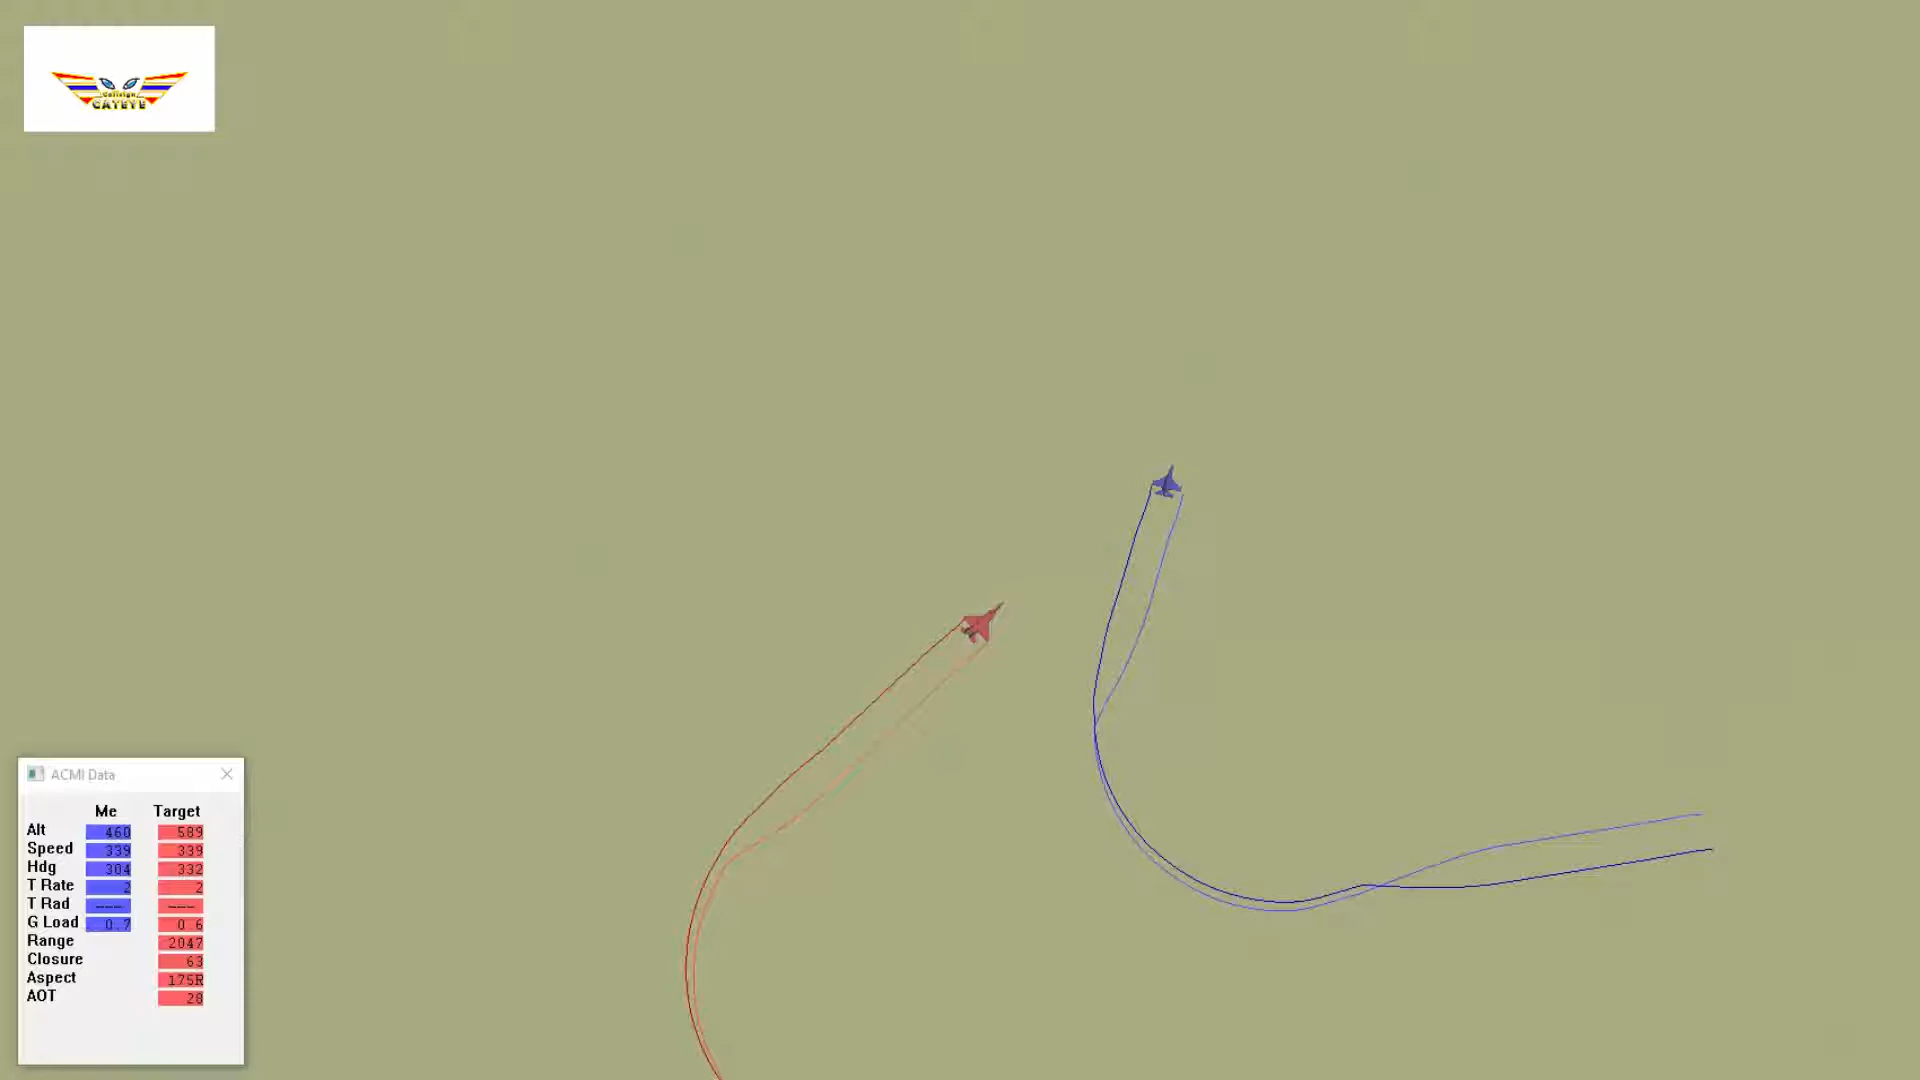 Callsign
CATEYE
ACMI Data
Me Target
Alt 460 589
Speed 339 339
Hdg 304 332
T Rate 2 2
T Rad --- ---
G Load 0.7 0.6
Range 2047
Closure 63
Aspect 175R
AOT 28